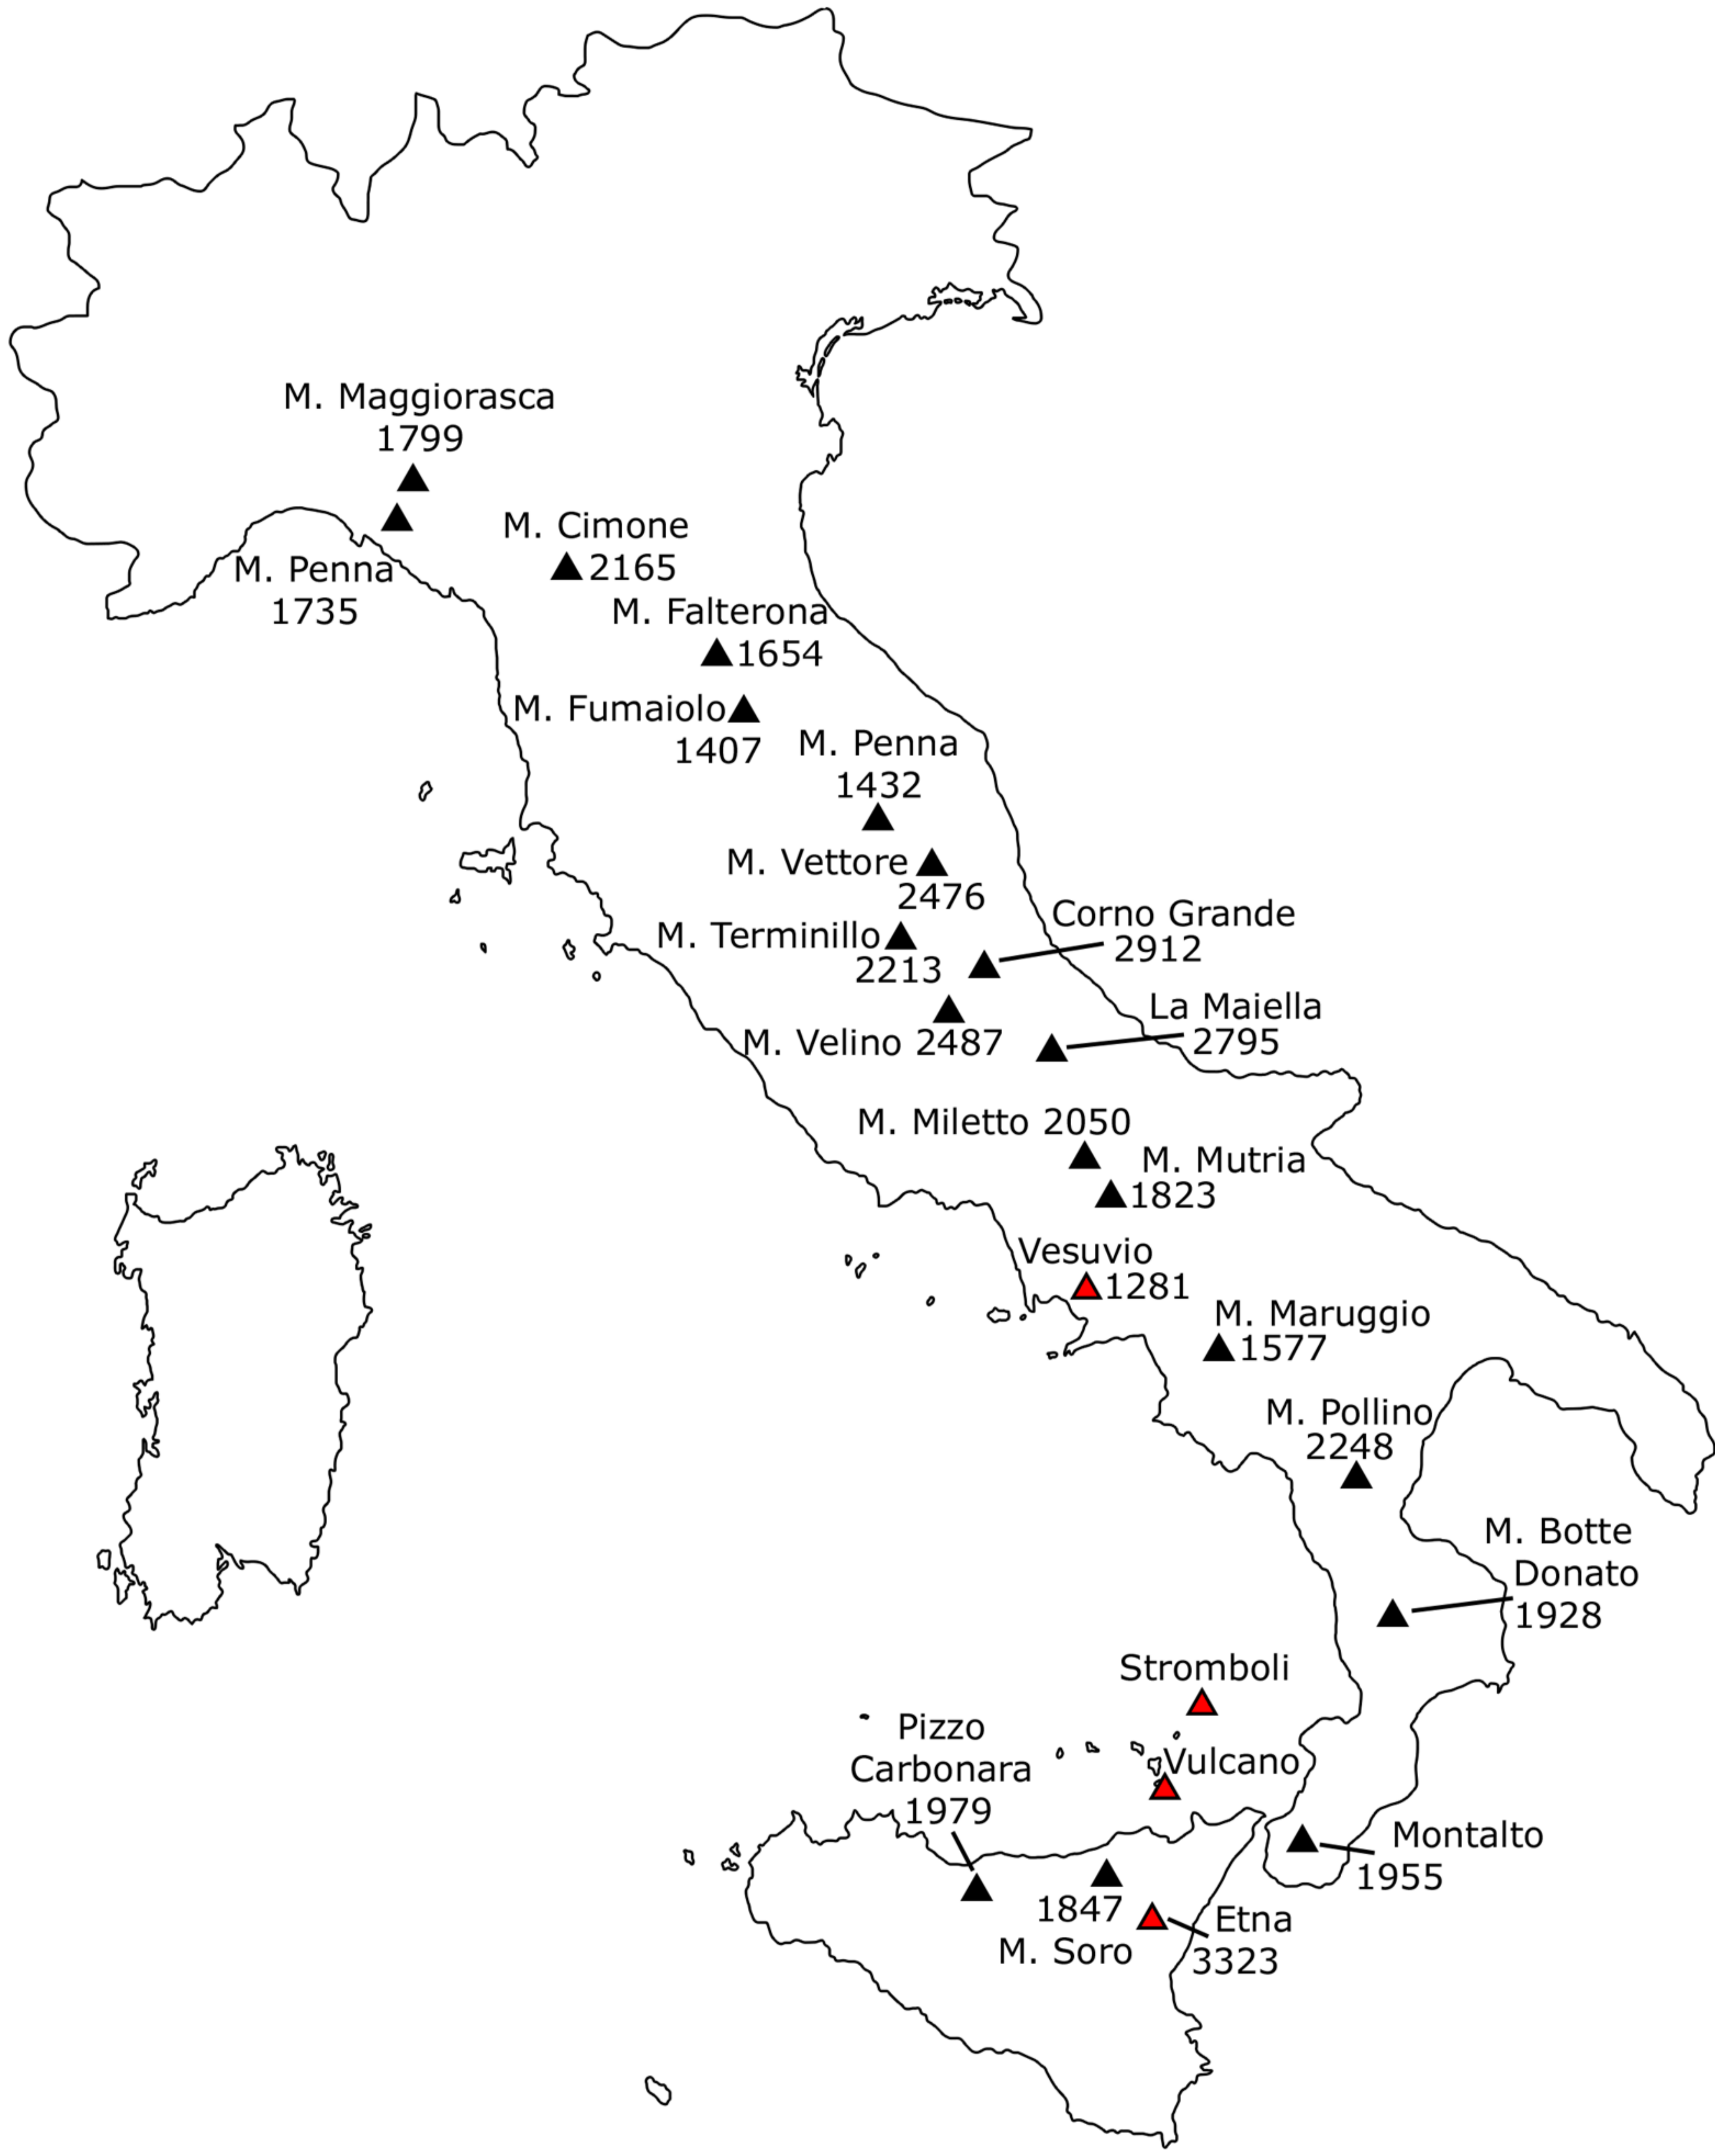 M. Maggiorasca
1799
M. Cimone
2165
M. Penna
1735
M. Falterona
1654
M. Fumaiolo
1407
M. Penna
1432
M. Vettore
2476
Corno Grande
2912
M. Terminillo
2213
La Maiella
2795
M. Velino 2487
M. Miletto 2050
M. Mutria
1823
Vesuvio
1281
M. Maruggio
1577
M. Pollino
2248
M. Botte
Donato
1928
Stromboli
Pizzo
Carbonara
1979
Vulcano
Montalto
1955
1847
M. Soro
Etna
3323